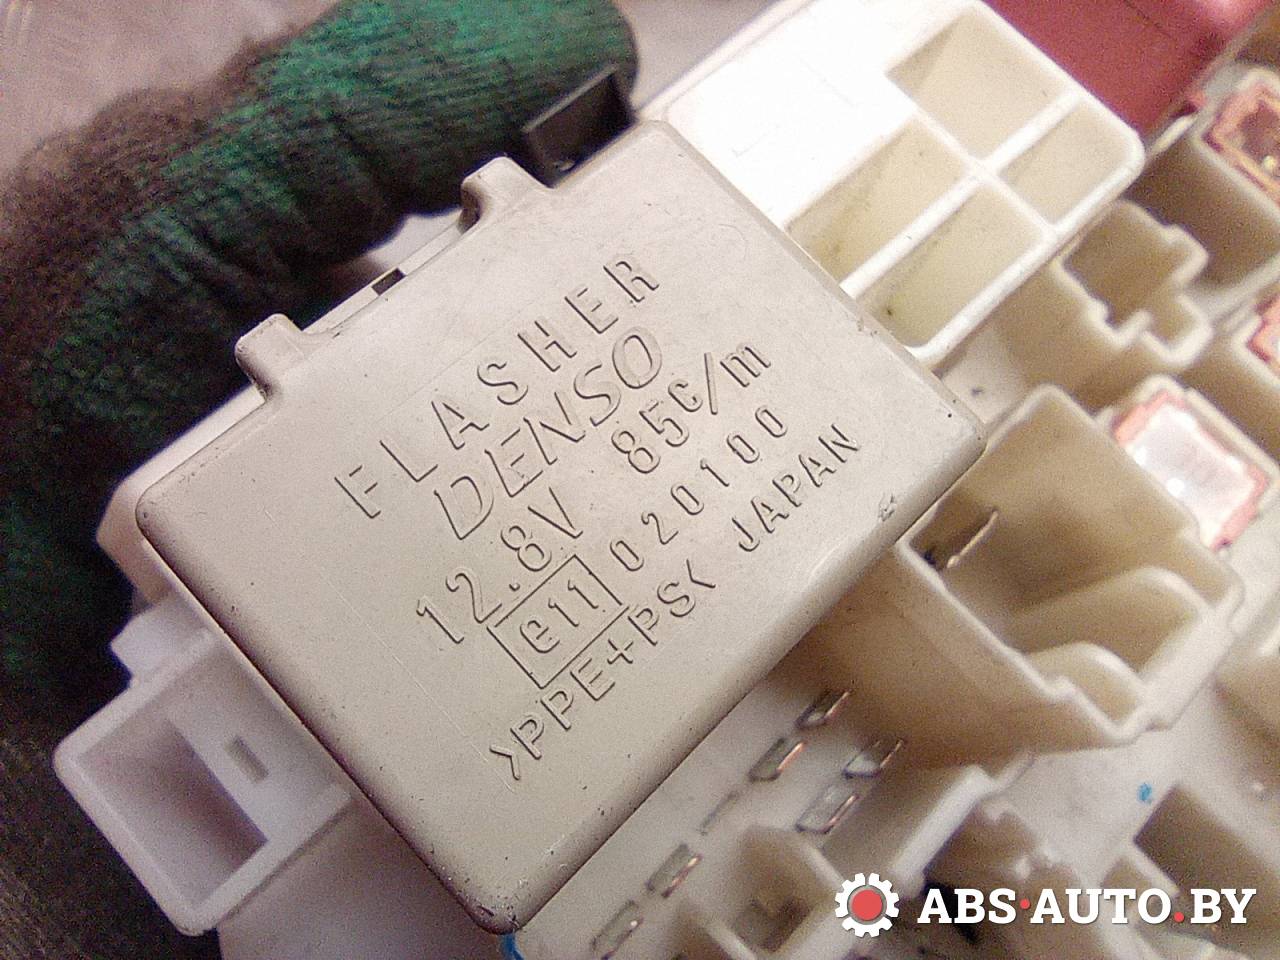 FLASHER
DENSO
12.8V 85c/m
e11 020100
>PPE+PS< JAPAN
ABS·AUTO.BY